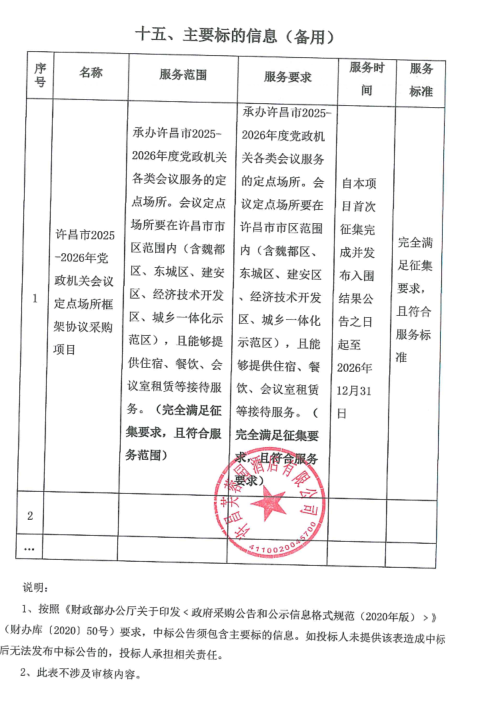 十五、主要标的信息（备用）
序号
名称
服务范围
服务要求
服务时间
服务标准
1
许昌市2025
-2026年党
政机关会议
定点场所框
架协议采购
项目
承办许昌市2025-
2026年度党政机关
各类会议服务的定
点场所。会议定点
场所要在许昌市市
区范围内（含魏都
区、东城区、建安
区、经济技术开发
区、城乡一体化示
范区），且能够提
供住宿、餐饮、会
议室租赁等接待服
务。（完全满足征
集要求，且符合服
务范围）
承办许昌市2025-
2026年度党政机
关各类会议服务
的定点场所。会
议定点场所要在
许昌市市区范围
内（含魏都区、
东城区、建安区
、经济技术开发
区、城乡一体化
示范区），且能
够提供住宿、餐
饮、会议室租赁
等接待服务。（
完全满足征集要
求，且符合服务
要求）
自本项
目首次
征集完
成并发
布入围
结果公
告之日
起至
2026年
12月31
日
完全满
足征集
要求，
且符合
服务标
准
2
...
许昌芙蓉园酒店有限公司
4110020045700
说明：
1、按照《财政部办公厅关于印发＜政府采购公告和公示信息格式规范（2020年版）＞》
（财办库〔2020〕50号）要求，中标公告须包含主要标的信息。如投标人未提供该表造成中标
后无法发布中标公告的，投标人承担相关责任。
2、此表不涉及审核内容。